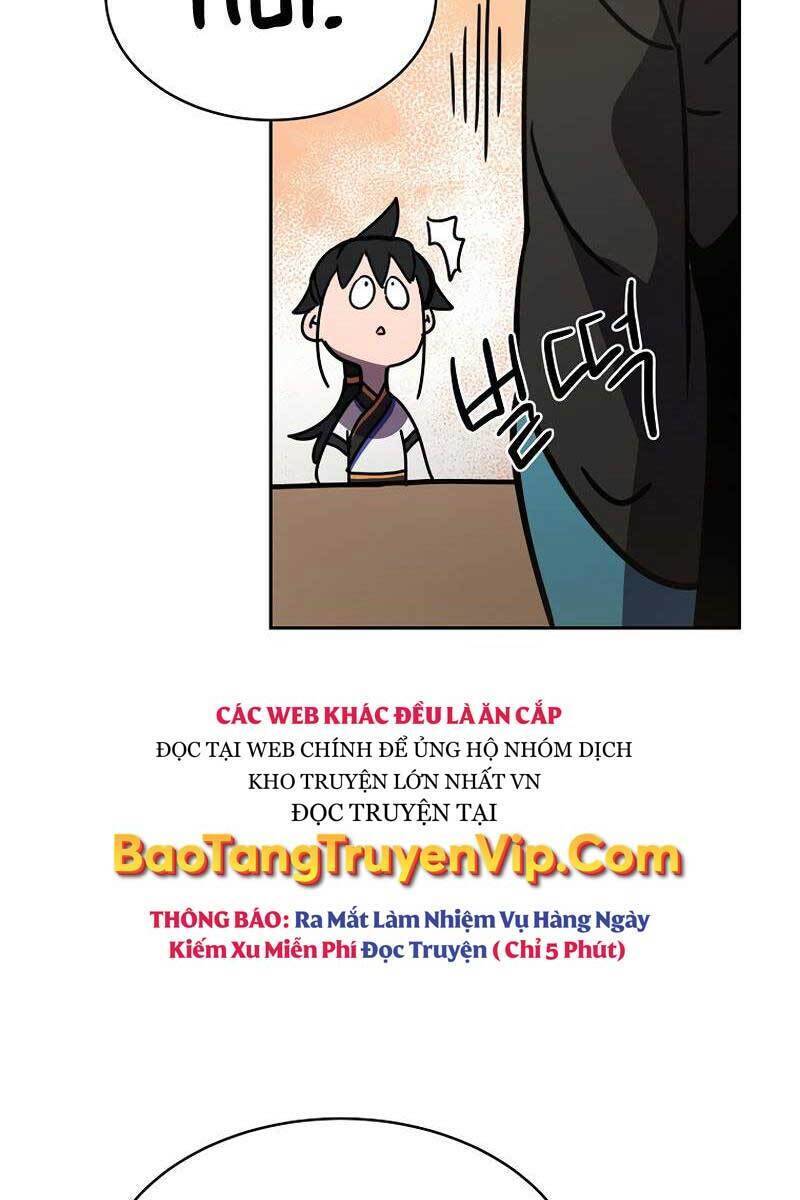 벌떡
CÁC WEB KHÁC ĐỀU LÀ ĂN CẮP
ĐỌC TẠI WEB CHÍNH ĐỂ ỦNG HỘ NHÓM DỊCH
KHO TRUYỆN LỚN NHẤT VN
ĐỌC TRUYỆN TẠI
BaoTangTruyenVip.Com
THÔNG BÁO: Ra Mắt Làm Nhiệm Vụ Hàng Ngày
Kiếm Xu Miễn Phí Đọc Truyện ( Chỉ 5 Phút)